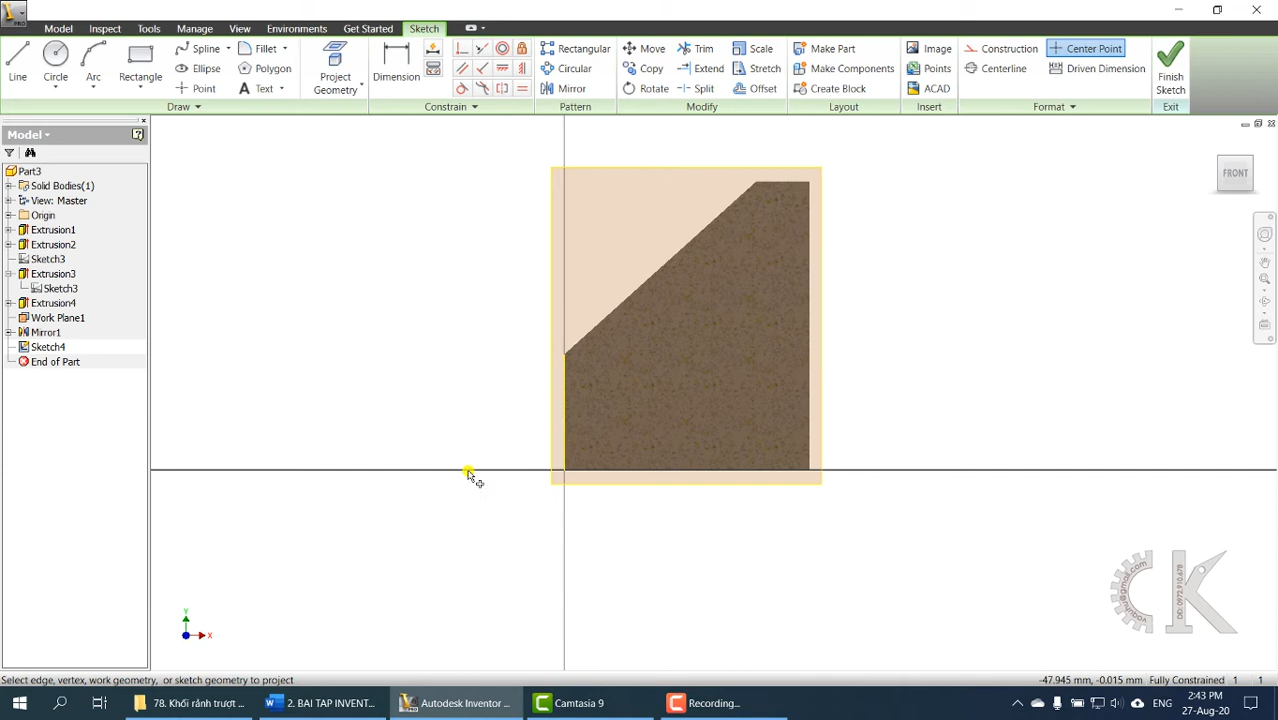 PRO
Model Inspect Tools Manage View Environments Get Started Sketch
Line
Circle
Arc
Rectangle
Spline
Ellipse
Point
Fillet
Polygon
Text
Project
Geometry
Dimension
Rectangular
Circular
Mirror
Move
Copy
Rotate
Trim
Extend
Split
Scale
Stretch
Offset
Make Part
Make Components
Create Block
Image
Points
ACAD
Construction
Centerline
Center Point
Driven Dimension
Finish
Sketch
Draw Constrain Pattern Modify Layout Insert Format Exit
Model
Part3
Solid Bodies(1)
View: Master
Origin
Extrusion1
Extrusion2
Sketch3
Extrusion3
Sketch3
Extrusion4
Work Plane1
Mirror1
Sketch4
End of Part
FRONT
Y
X
CK
DD: 0972.910.678
Select edge, vertex, work geometry, or sketch geometry to project
-47.945 mm, -0.015 mm Fully Constrained 1 1
78. Khối rảnh trượt ...
2. BAI TAP INVENT...
Autodesk Inventor ...
Camtasia 9
Recording...
ENG
2:43 PM
27-Aug-20